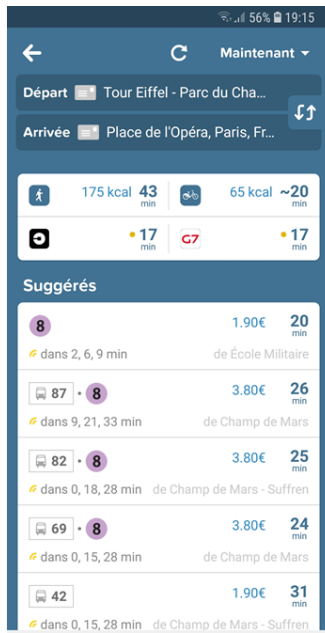 56% 19:15
Maintenant
Départ Tour Eiffel - Parc du Cha...
Arrivée Place de l'Opéra, Paris, Fr...
175 kcal 43 min 65 kcal ~20 min
17 min G7 17 min
Suggérés
8 1.90€ 20 min
dans 2, 6, 9 min de École Militaire
87 • 8 3.80€ 26 min
dans 9, 21, 33 min de Champ de Mars
82 • 8 3.80€ 25 min
dans 0, 18, 28 min de Champ de Mars - Suffren
69 • 8 3.80€ 24 min
dans 0, 15, 28 min de Champ de Mars
42 1.90€ 31 min
dans 0, 15, 28 min de Champ de Mars - Suffren